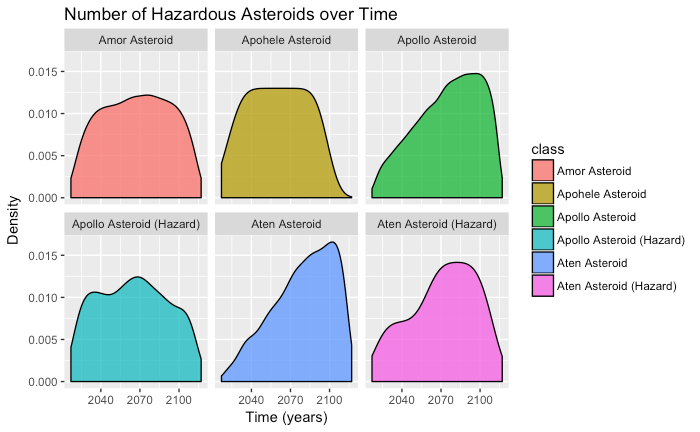 Number of Hazardous Asteroids over Time
Amor Asteroid
Apohele Asteroid
Apollo Asteroid
0.015
0.010
0.005
0.000
Apollo Asteroid (Hazard)
Aten Asteroid
Aten Asteroid (Hazard)
0.015
0.010
0.005
0.000
2040 2070 2100
2040 2070 2100
2040 2070 2100
Time (years)
Density
class
Amor Asteroid
Apohele Asteroid
Apollo Asteroid
Apollo Asteroid (Hazard)
Aten Asteroid
Aten Asteroid (Hazard)